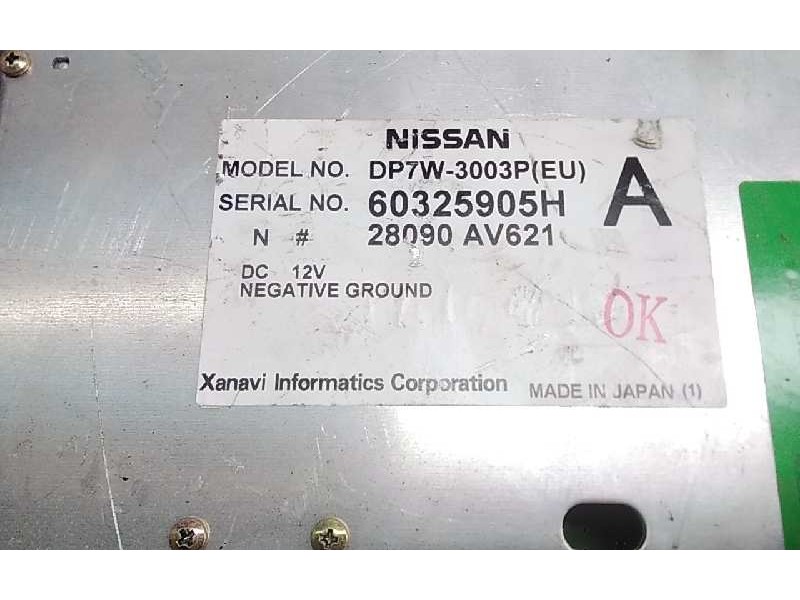 NISSAN
MODEL NO. DP7W-3003P(EU)
SERIAL NO. 60325905H
A
N # 28090 AV621
DC 12V
NEGATIVE GROUND
OK
Xanavi Informatics Corporation MADE IN JAPAN (1)